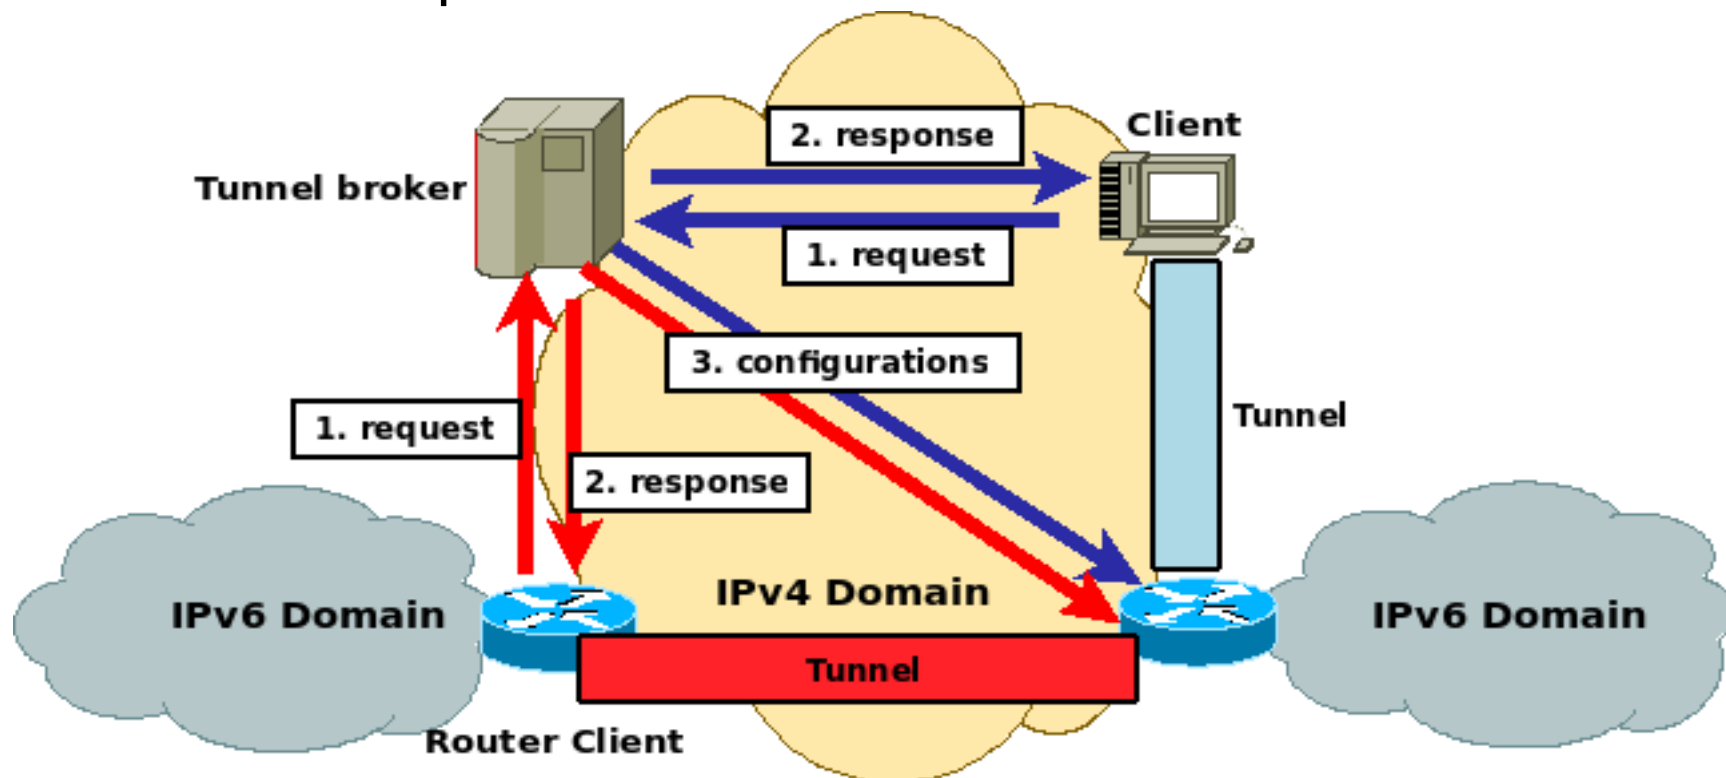 2. response
Client
Tunnel broker
1. request
3. configurations
Tunnel
1. request
2. response
IPv4 Domain
IPv6 Domain
IPv6 Domain
Tunnel
Router Client